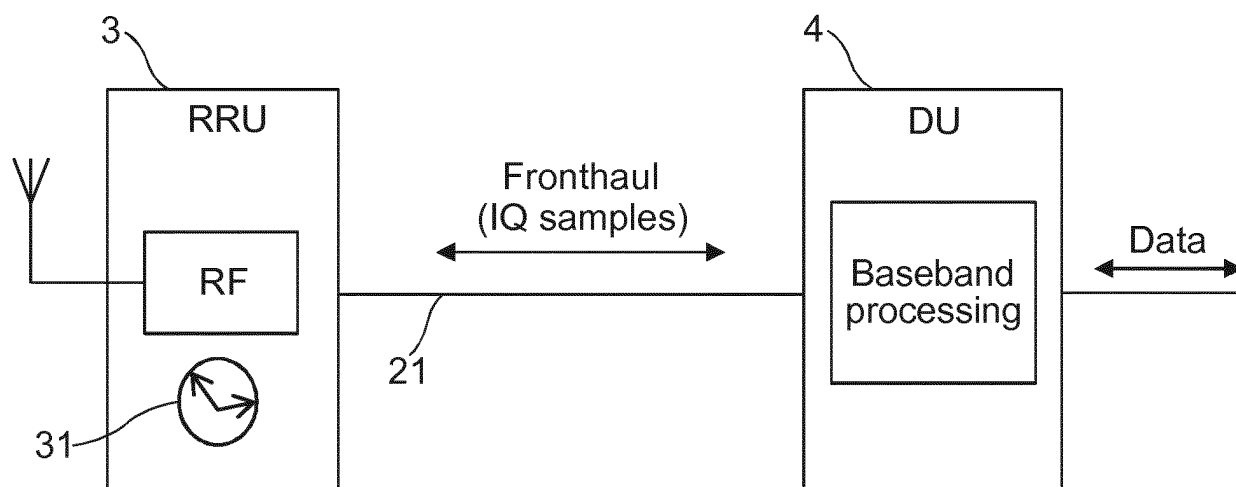 3
RRU
RF
31
Fronthaul
(IQ samples)
21
4
DU
Baseband
processing
Data